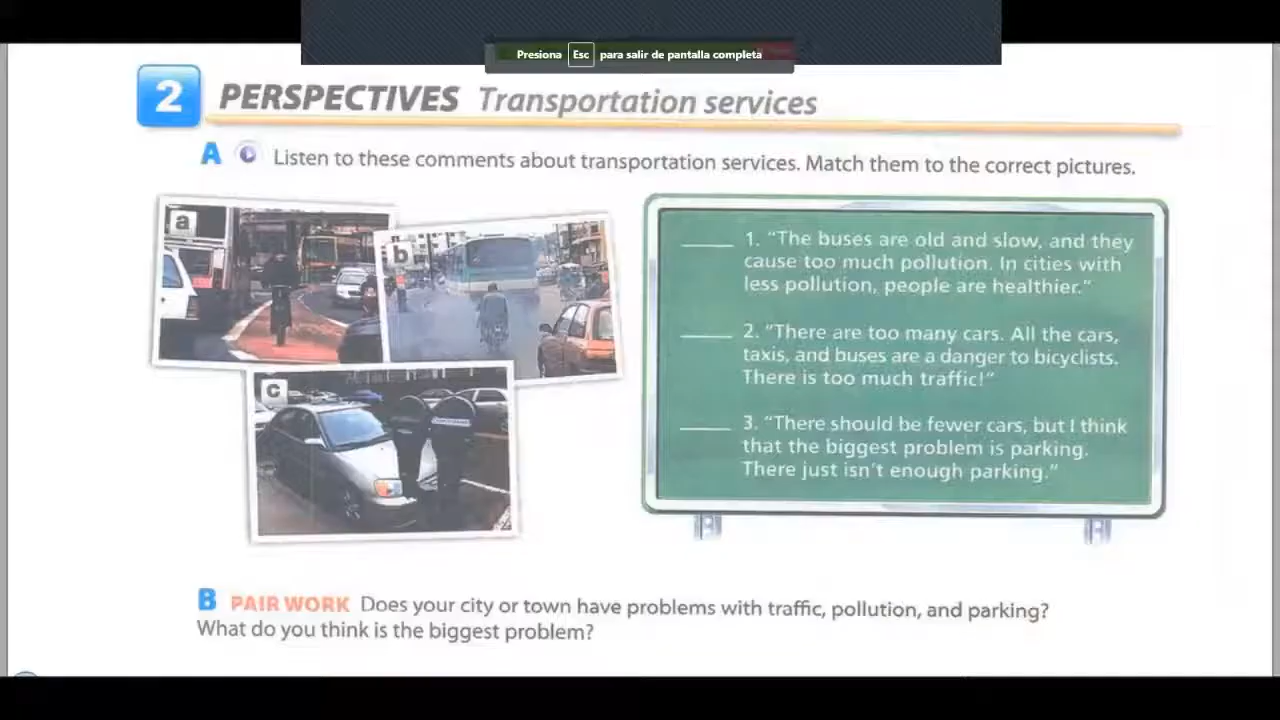 Presiona Esc para salir de pantalla completa
2 PERSPECTIVES Transportation services
A Listen to these comments about transportation services. Match them to the correct pictures.
a
b
c
_____ 1. “The buses are old and slow, and they
cause too much pollution. In cities with
less pollution, people are healthier.”
_____ 2. “There are too many cars. All the cars,
taxis, and buses are a danger to bicyclists.
There is too much traffic!”
_____ 3. “There should be fewer cars, but I think
that the biggest problem is parking.
There just isn’t enough parking.”
B PAIR WORK Does your city or town have problems with traffic, pollution, and parking?
What do you think is the biggest problem?